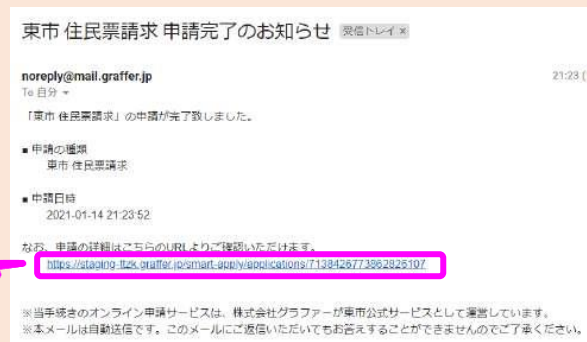 東市 住民票請求 申請完了のお知らせ 受信トレイ ×
noreply@mail.graffer.jp 21:23 (
To 自分
「東市 住民票請求」の申請が完了致しました。
■ 申請の種類
東市 住民票請求
■ 申請日時
2021-01-14 21:23:52
なお、申請の詳細はこちらのURLよりご確認いただけます。
https://staging-ttzk.graffer.jp/smart-apply/applications/7138426773862826107
※当手続きのオンライン申請サービスは、株式会社グラファーが東市公式サービスとして運営しています。
※本メールは自動送信です。このメールにご返信いただいてもお答えすることができませんのでご了承ください。